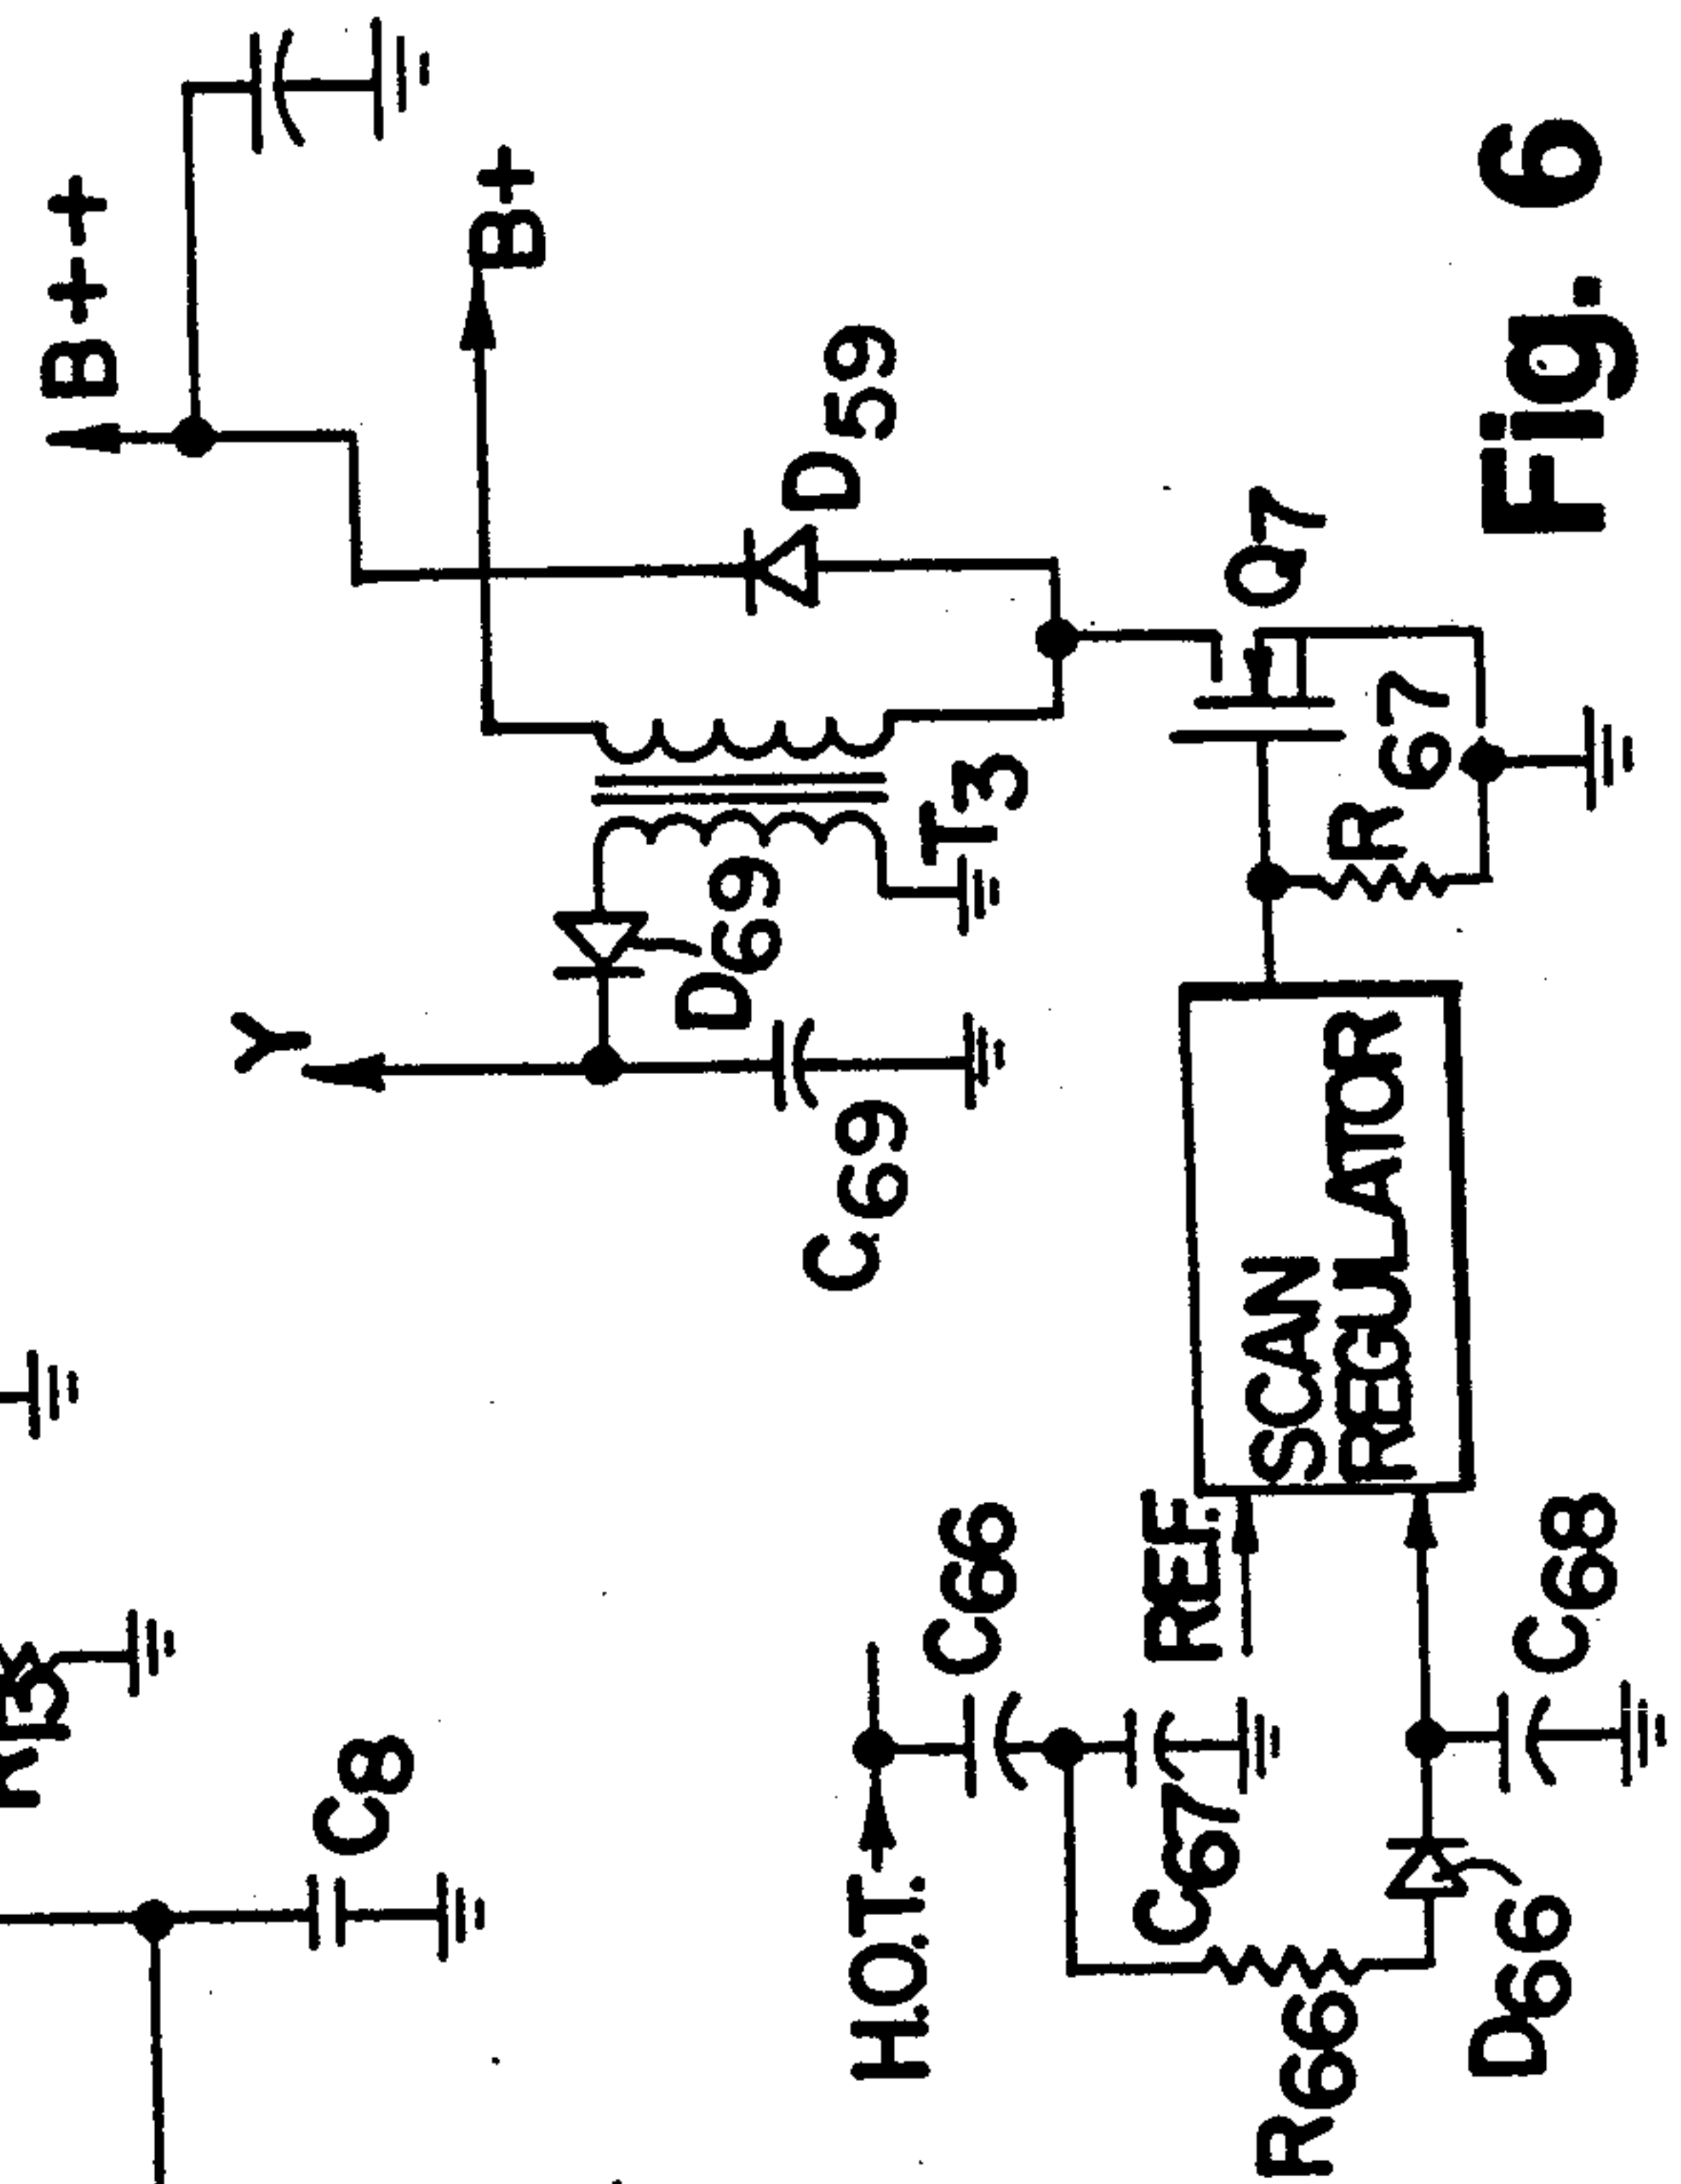 B++
B+
D59
Y
D69
T3
Q7
R67
C69
C8
C66
H.O.T.
REF.
SCAN
REGULATOR
C67
R66
D66
C68
Fig. 6